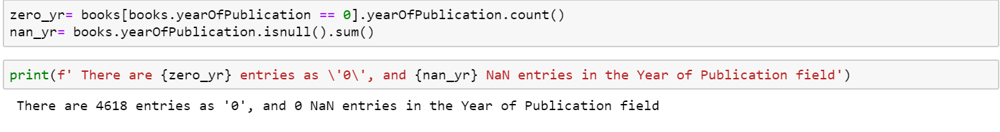 zero_yr= books[books.yearOfPublication == 0].yearOfPublication.count()
nan_yr= books.yearOfPublication.isnull().sum()
print(f' There are {zero_yr} entries as \'0\', and {nan_yr} NaN entries in the Year of Publication field')
There are 4618 entries as '0', and 0 NaN entries in the Year of Publication field